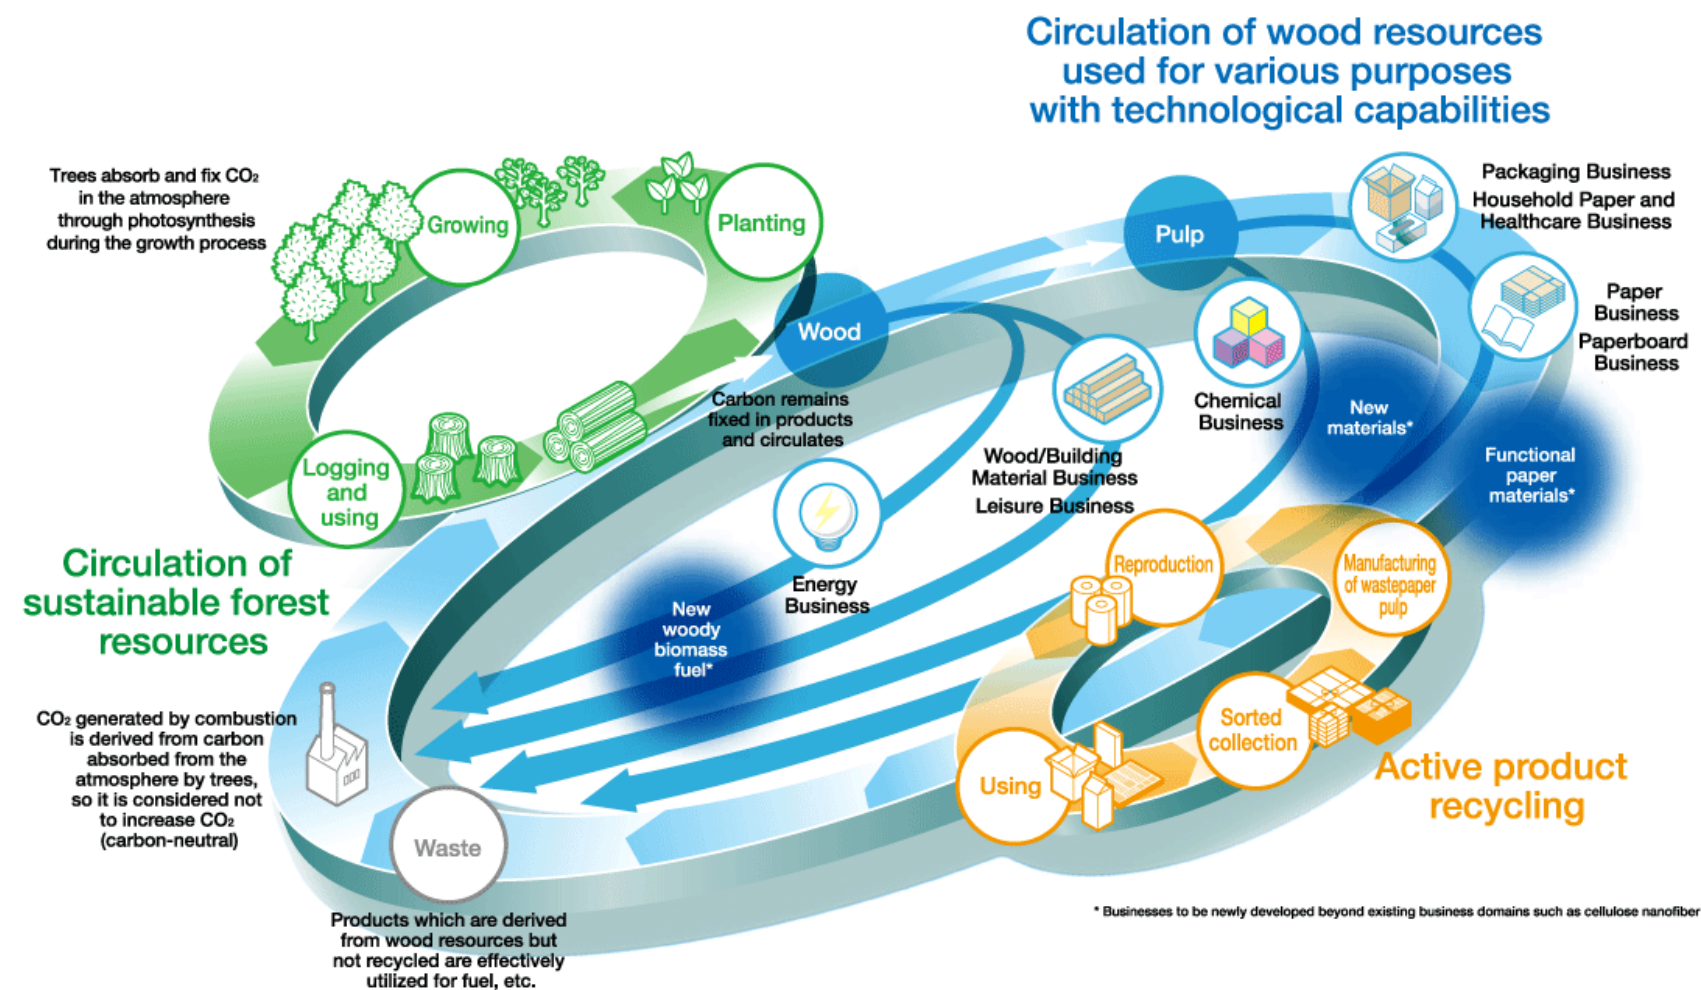 Circulation of wood resources
used for various purposes
with technological capabilities
Trees absorb and fix CO₂
in the atmosphere
through photosynthesis
during the growth process
Growing
Planting
Logging
and
using
Circulation of
sustainable forest
resources
Wood
Carbon remains
fixed in products
and circulates
Pulp
Packaging Business
Household Paper and
Healthcare Business
Paper
Business
Paperboard
Business
Chemical
Business
New
materials*
Functional
paper
materials*
Wood/Building
Material Business
Leisure Business
Energy
Business
New
woody
biomass
fuel*
Reproduction
Manufacturing
of wastepaper
pulp
Sorted
collection
Using
Active product
recycling
CO₂ generated by combustion
is derived from carbon
absorbed from the
atmosphere by trees,
so it is considered not
to increase CO₂
(carbon-neutral)
Waste
Products which are derived
from wood resources but
not recycled are effectively
utilized for fuel, etc.
* Businesses to be newly developed beyond existing business domains such as cellulose nanofiber